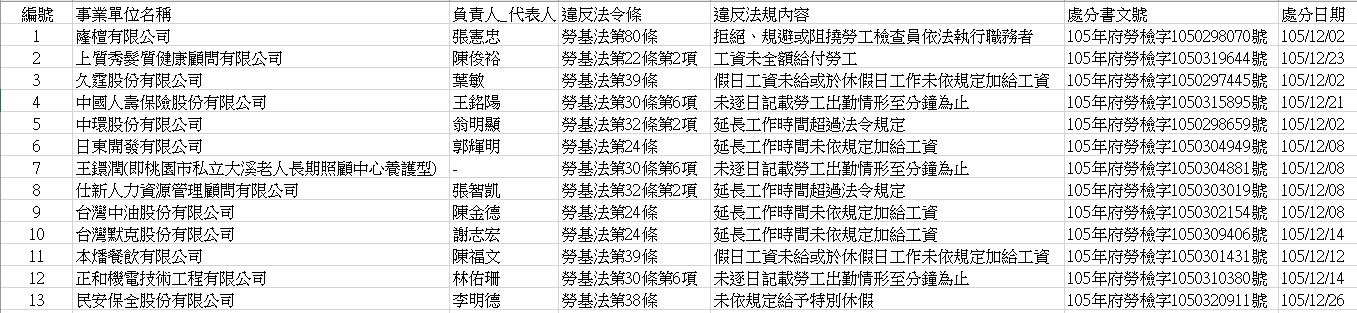 編號 事業單位名稱 負責人_代表人 違反法令條 違反法規內容 處分書文號 處分日期
1 隆檀有限公司 張憲忠 勞基法第80條 拒絕、規避或阻撓勞工檢查員依法執行職務者 105年府勞檢字1050298070號 105/12/02
2 上質秀髮質健康顧問有限公司 陳俊裕 勞基法第22條第2項 工資未全額給付勞工 105年府勞檢字1050319644號 105/12/23
3 久霆股份有限公司 葉敏 勞基法第39條 假日工資未給或於休假日工作未依規定加給工資 105年府勞檢字1050297445號 105/12/02
4 中國人壽保險股份有限公司 王銘陽 勞基法第30條第6項 未逐日記載勞工出勤情形至分鐘為止 105年府勞檢字1050315895號 105/12/21
5 中環股份有限公司 翁明顯 勞基法第32條第2項 延長工作時間超過法令規定 105年府勞檢字1050298659號 105/12/02
6 日東開發有限公司 郭輝明 勞基法第24條 延長工作時間未依規定加給工資 105年府勞檢字1050304949號 105/12/08
7 王鐶潤(即桃園市私立大溪老人長期照顧中心養護型) - 勞基法第30條第6項 未逐日記載勞工出勤情形至分鐘為止 105年府勞檢字1050304881號 105/12/08
8 仕新人力資源管理顧問有限公司 張智凱 勞基法第32條第2項 延長工作時間超過法令規定 105年府勞檢字1050303019號 105/12/08
9 台灣中油股份有限公司 陳金德 勞基法第24條 延長工作時間未依規定加給工資 105年府勞檢字1050302154號 105/12/08
10 台灣默克股份有限公司 謝志宏 勞基法第24條 延長工作時間未依規定加給工資 105年府勞檢字1050309406號 105/12/14
11 本燔餐飲有限公司 陳福文 勞基法第39條 假日工資未給或於休假日工作未依規定加給工資 105年府勞檢字1050301431號 105/12/12
12 正和機電技術工程有限公司 林佑珊 勞基法第30條第6項 未逐日記載勞工出勤情形至分鐘為止 105年府勞檢字1050310380號 105/12/14
13 民安保全股份有限公司 李明德 勞基法第38條 未依規定給予特別休假 105年府勞檢字1050320911號 105/12/26